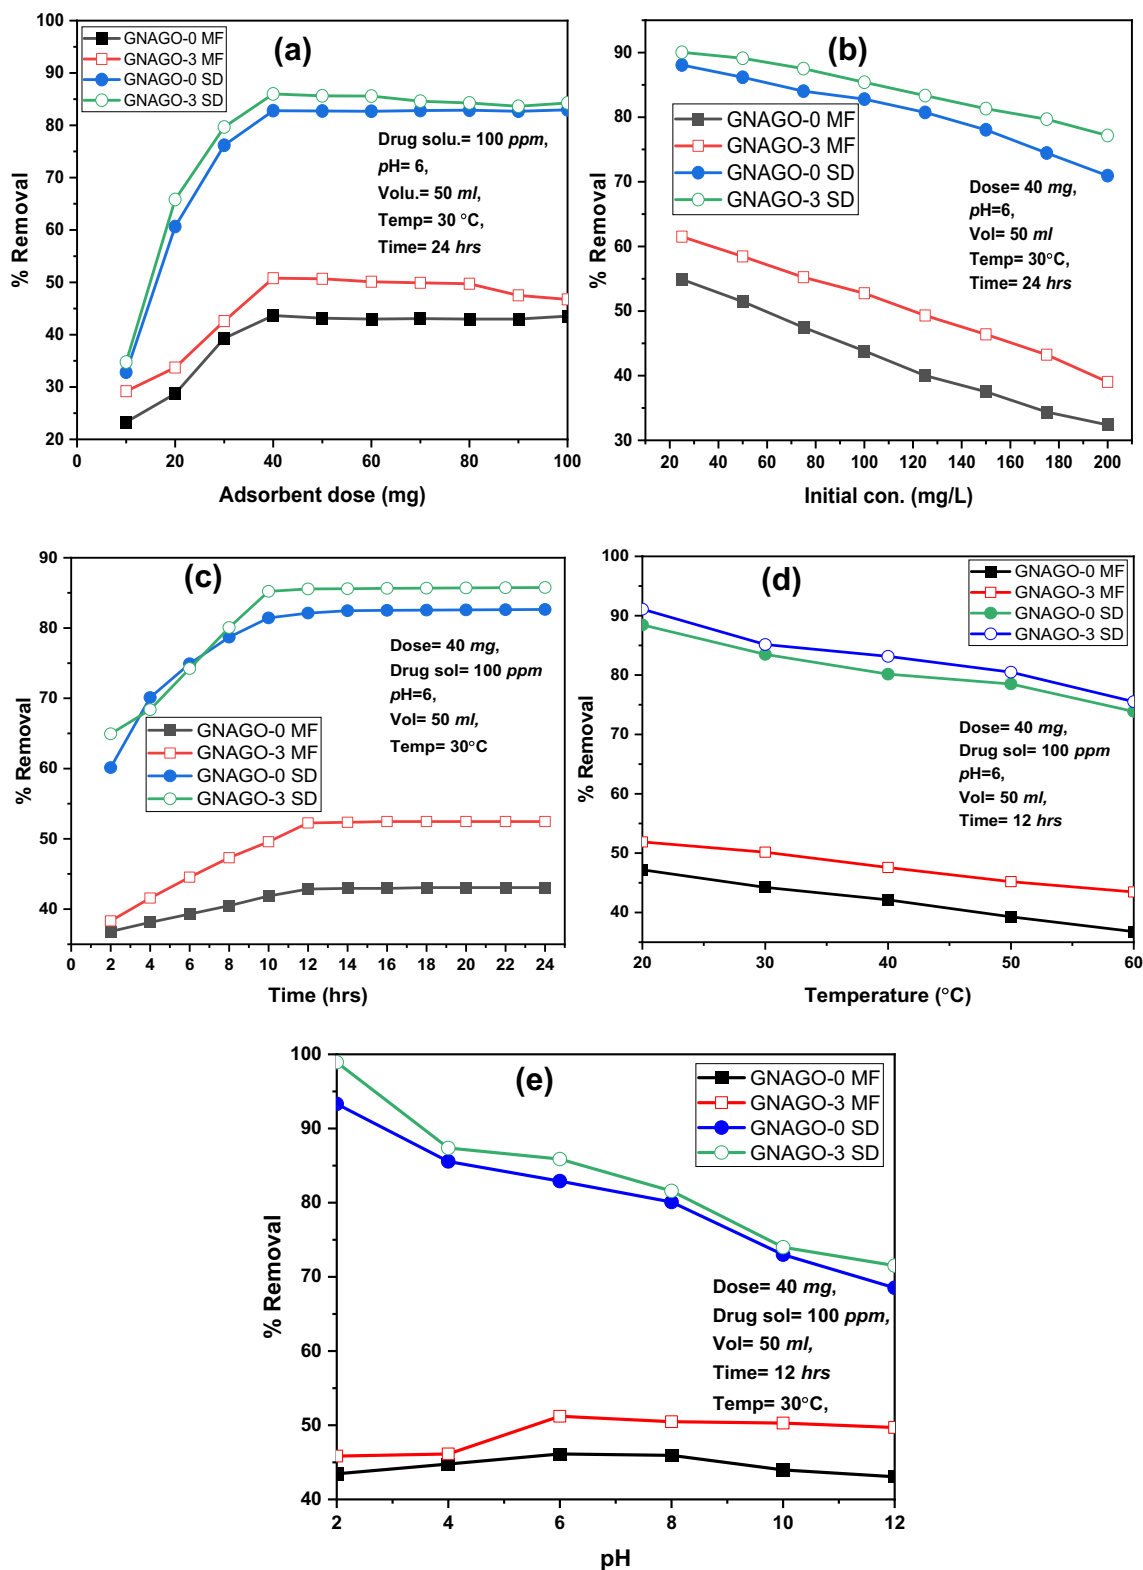 (a)
GNAGO-0 MF
GNAGO-3 MF
GNAGO-0 SD
GNAGO-3 SD
Drug solu.= 100 ppm,
pH= 6,
Volu.= 50 ml,
Temp= 30 °C,
Time= 24 hrs
100
90
80
70
60
50
40
30
20
% Removal
0
20
40
60
80
100
Adsorbent dose (mg)
(b)
GNAGO-0 MF
GNAGO-3 MF
GNAGO-0 SD
GNAGO-3 SD
Dose= 40 mg,
pH=6,
Vol= 50 ml
Temp= 30°C,
Time= 24 hrs
90
80
70
60
50
40
30
% Removal
20
40
60
80
100
120
140
160
180
200
Initial con. (mg/L)
(c)
GNAGO-0 MF
GNAGO-3 MF
GNAGO-0 SD
GNAGO-3 SD
Dose= 40 mg,
Drug sol= 100 ppm
pH=6,
Vol= 50 ml,
Temp= 30°C
90
80
70
60
50
40
% Removal
0
2
4
6
8
10
12
14
16
18
20
22
24
Time (hrs)
(d)
GNAGO-0 MF
GNAGO-3 MF
GNAGO-0 SD
GNAGO-3 SD
Dose= 40 mg,
Drug sol= 100 ppm
pH=6,
Vol= 50 ml,
Time= 12 hrs
100
90
80
70
60
50
40
% Removal
20
30
40
50
60
Temperature (°C)
(e)
GNAGO-0 MF
GNAGO-3 MF
GNAGO-0 SD
GNAGO-3 SD
Dose= 40 mg,
Drug sol= 100 ppm,
Vol= 50 ml,
Time= 12 hrs
Temp= 30°C,
100
90
80
70
60
50
40
% Removal
2
4
6
8
10
12
pH